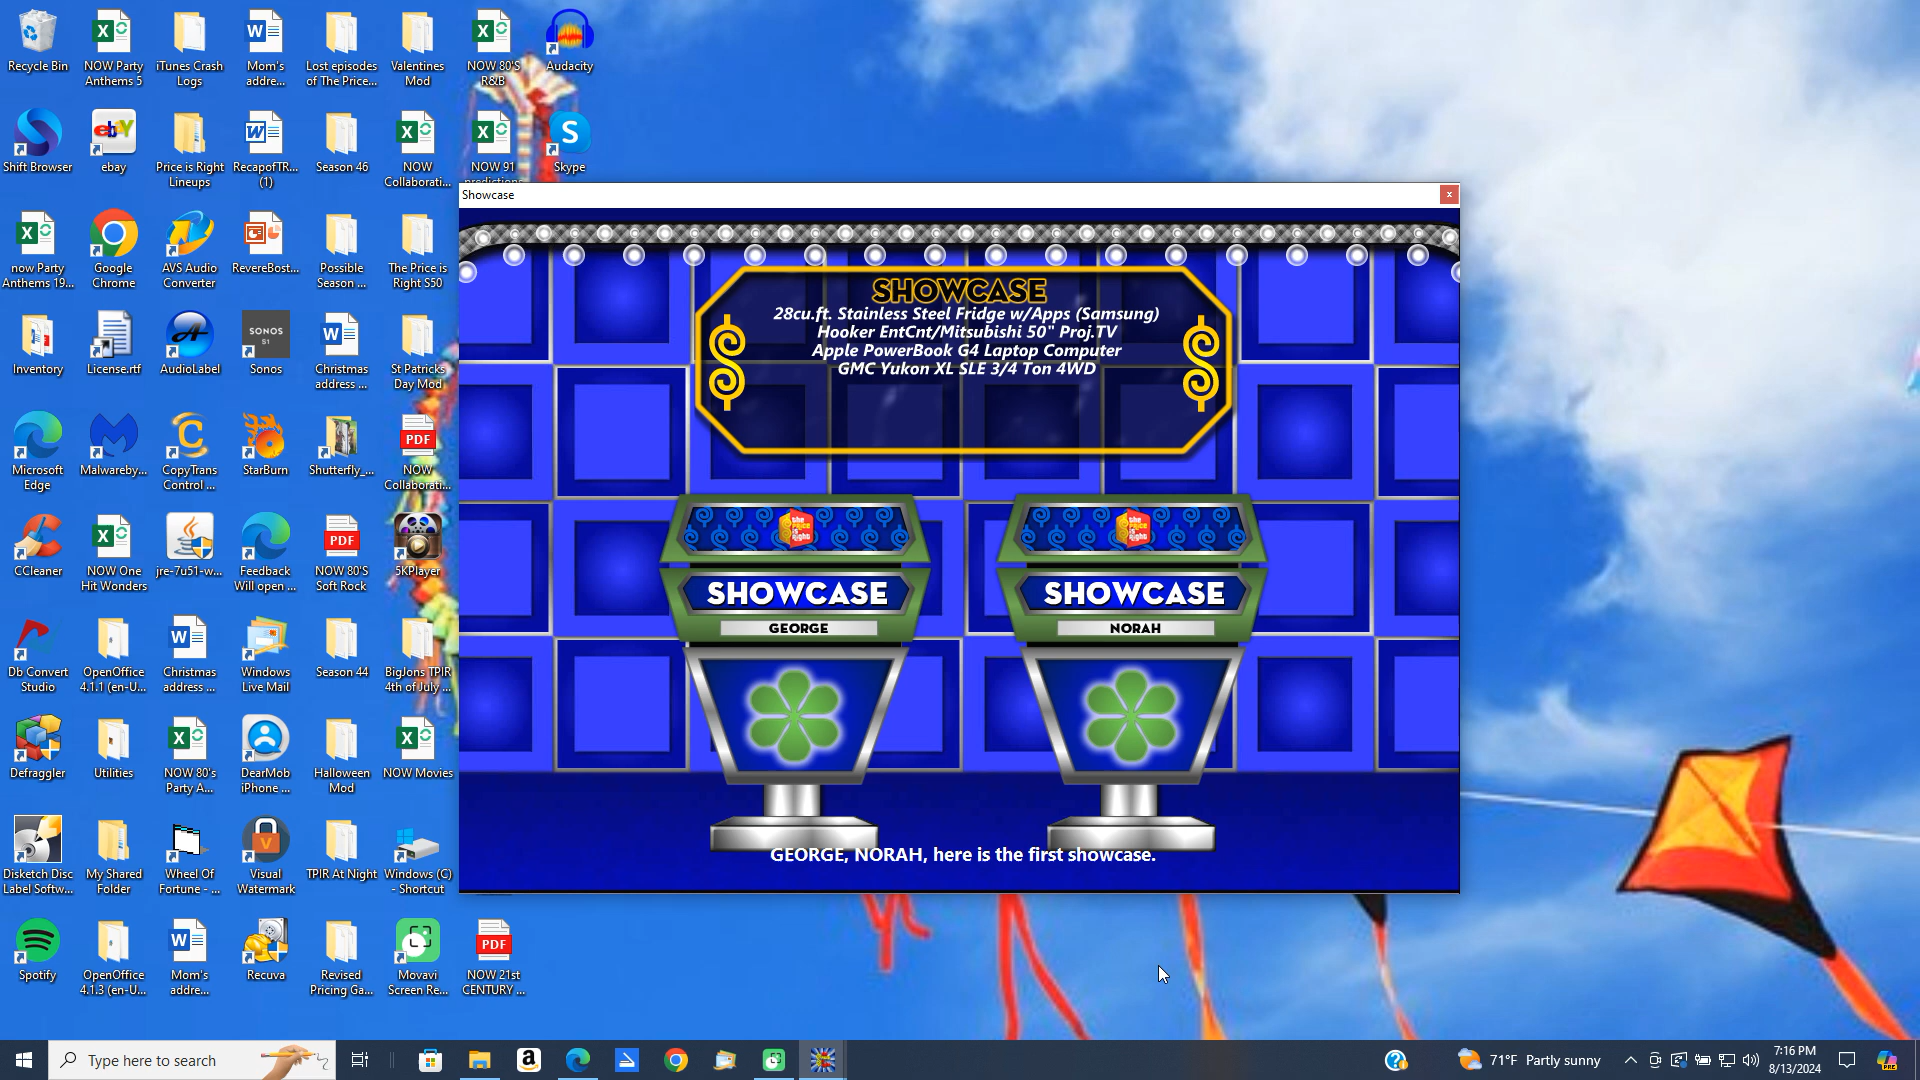 Recycle Bin
NOW Party
Anthems 5
iTunes Crash
Logs
Mom's
addre...
Lost episodes
of The Price...
Valentines
Mod
NOW 80'S
R&B
Audacity
Shift Browser
ebay
ebay
Price is Right
Lineups
RecapofTR...
(1)
Season 46
NOW
Collaborati...
NOW 91
predictions
Skype
Showcase
now Party
Anthems 19...
Google
Chrome
AVS Audio
Converter
RevereBost...
Possible
Season ...
The Price is
Right S50
SHOWCASE
28cu.ft. Stainless Steel Fridge w/Apps (Samsung)
Hooker EntCnt/Mitsubishi 50" Proj.TV
Apple PowerBook G4 Laptop Computer
GMC Yukon XL SLE 3/4 Ton 4WD
Inventory
License.rtf
AudioLabel
SONOS
S1
Sonos
Christmas
address ...
St Patricks
Day Mod
Microsoft
Edge
Malwareby...
CopyTrans
Control ...
StarBurn
Shutterfly_...
PDF
NOW
Collaborati...
the
PRICE
is
right
the
PRICE
is
right
CCleaner
NOW One
Hit Wonders
jre-7u51-w...
Feedback
Will open ...
PDF
NOW 80'S
Soft Rock
5KPlayer
SHOWCASE
SHOWCASE
GEORGE
NORAH
Db Convert
Studio
OpenOffice
4.1.1 (en-U...
Christmas
address ...
Windows
Live Mail
Season 44
BigJons TPIR
4th of July ...
Defraggler
Utilities
NOW 80's
Party A...
DearMob
iPhone ...
Halloween
Mod
NOW Movies
Disketch Disc
Label Softw...
My Shared
Folder
Wheel Of
Fortune - ...
Visual
Watermark
TPIR At Night
Windows (C)
- Shortcut
GEORGE, NORAH, here is the first showcase.
Spotify
OpenOffice
4.1.3 (en-U...
Mom's
addre...
Recuva
Revised
Pricing Ga...
Movavi
Screen Re...
PDF
NOW 21st
CENTURY ...
Type here to search
71°F Partly sunny
7:16 PM
8/13/2024